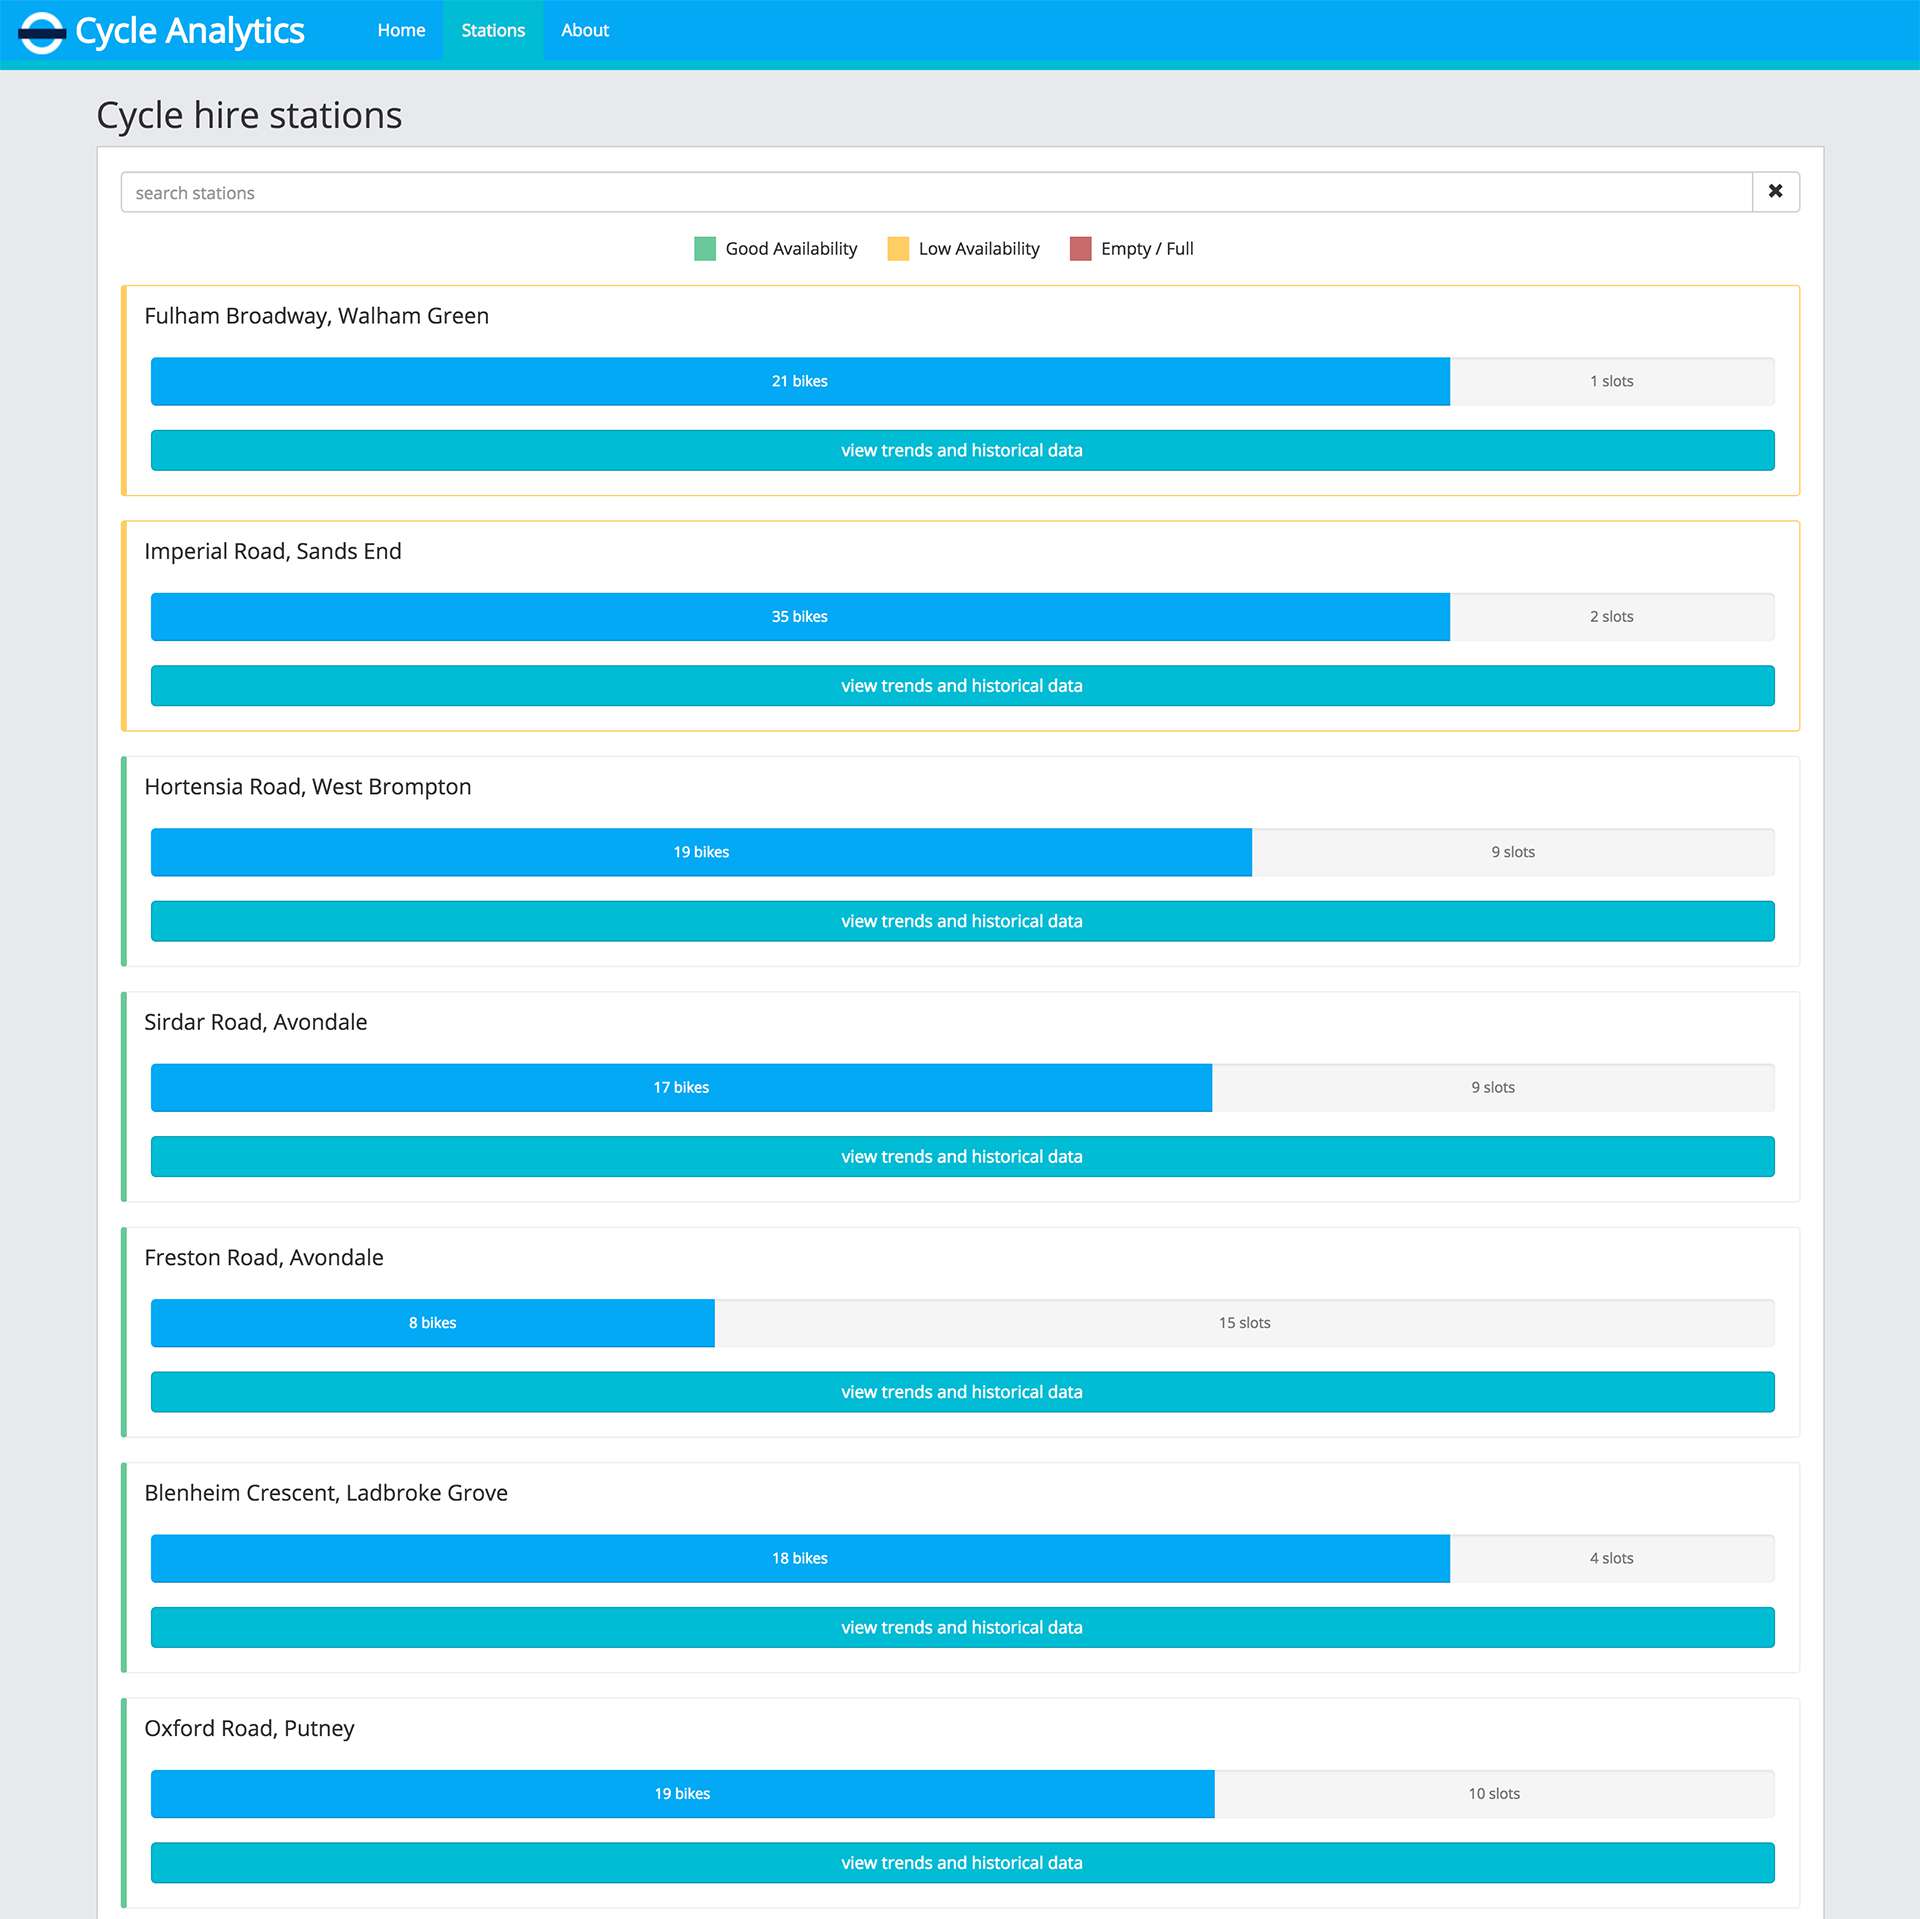 Cycle Analytics Home Stations About
Cycle hire stations
search stations
Good Availability Low Availability Empty / Full
Fulham Broadway, Walham Green
21 bikes 1 slots
view trends and historical data
Imperial Road, Sands End
35 bikes 2 slots
view trends and historical data
Hortensia Road, West Brompton
19 bikes 9 slots
view trends and historical data
Sirdar Road, Avondale
17 bikes 9 slots
view trends and historical data
Freston Road, Avondale
8 bikes 15 slots
view trends and historical data
Blenheim Crescent, Ladbroke Grove
18 bikes 4 slots
view trends and historical data
Oxford Road, Putney
19 bikes 10 slots
view trends and historical data